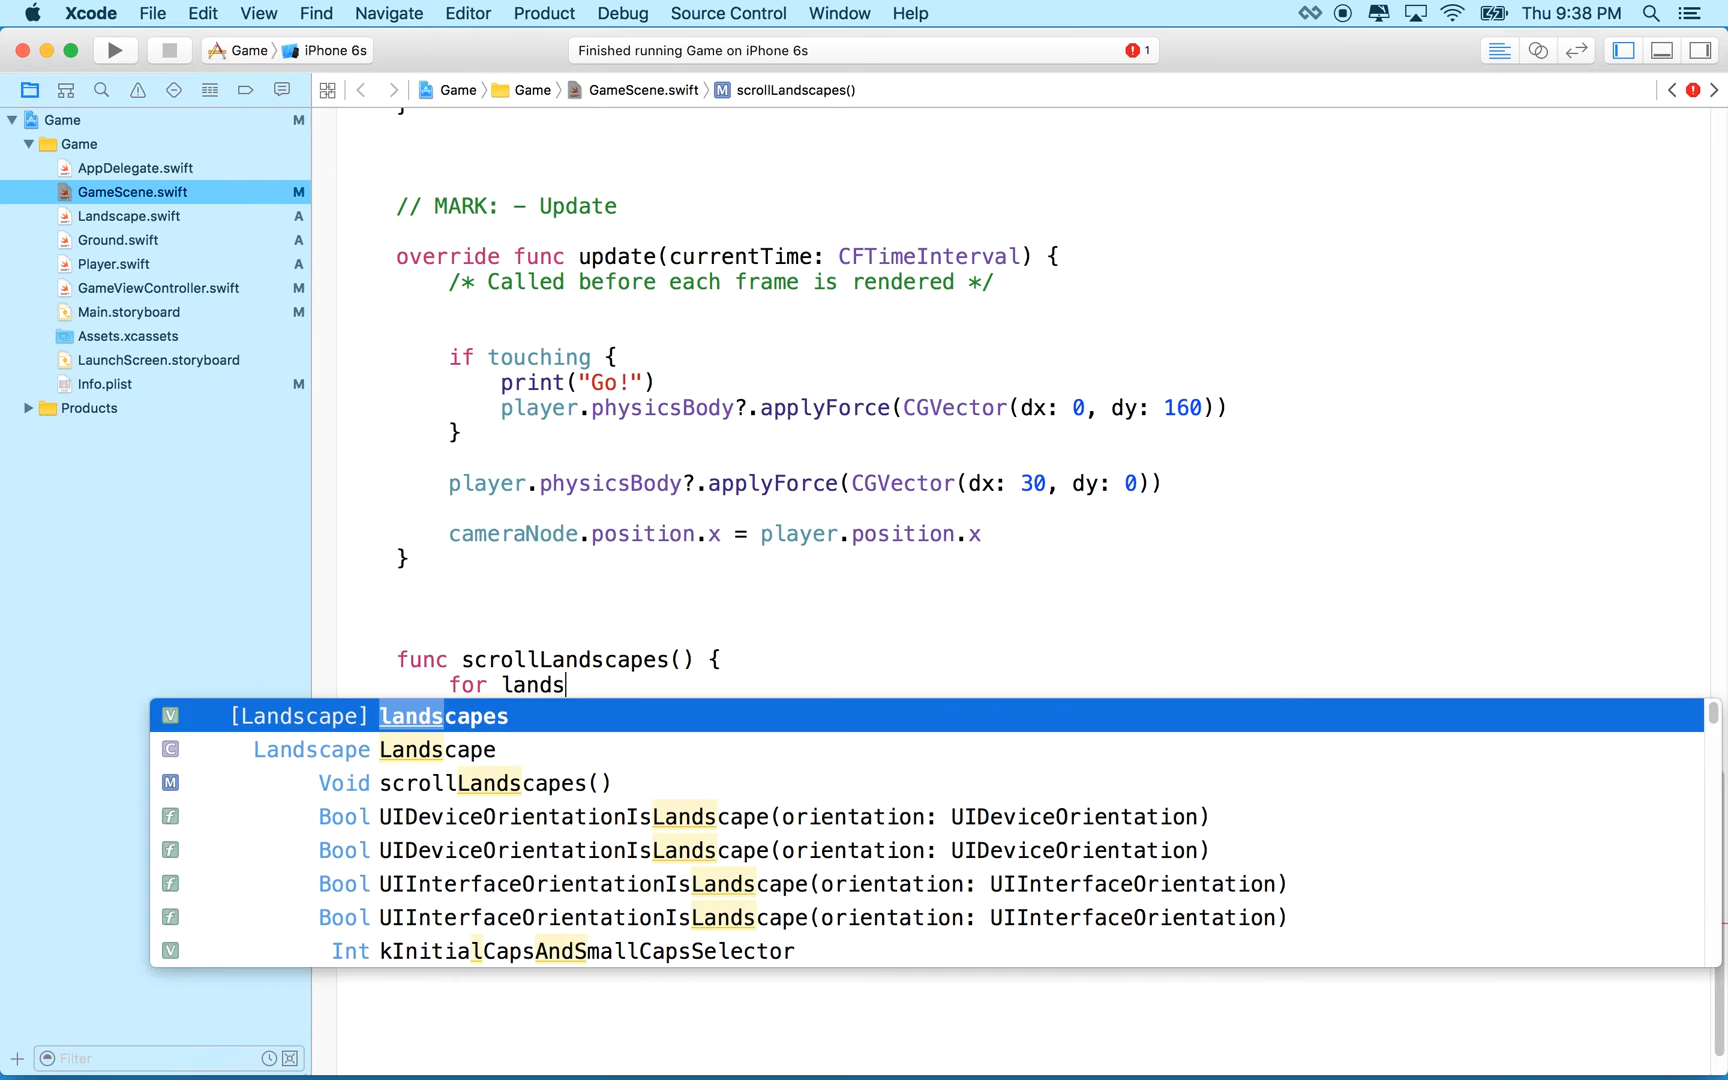 Xcode File Edit View Find Navigate Editor Product Debug Source Control Window Help Thu 9:38 PM
Game iPhone 6s Finished running Game on iPhone 6s 1
Game Game GameScene.swift M scrollLandscapes()
Game M
Game
AppDelegate.swift
GameScene.swift M
Landscape.swift A
Ground.swift A
Player.swift A
GameViewController.swift M
Main.storyboard M
Assets.xcassets
LaunchScreen.storyboard
Info.plist M
Products
Filter
}
// MARK: – Update
override func update(currentTime: CFTimeInterval) {
/* Called before each frame is rendered */
if touching {
print("Go!")
player.physicsBody?.applyForce(CGVector(dx: 0, dy: 160))
}
player.physicsBody?.applyForce(CGVector(dx: 30, dy: 0))
cameraNode.position.x = player.position.x
}
func scrollLandscapes() {
for lands
V [Landscape] landscapes
C Landscape Landscape
M Void scrollLandscapes()
f Bool UIDeviceOrientationIsLandscape(orientation: UIDeviceOrientation)
f Bool UIDeviceOrientationIsLandscape(orientation: UIDeviceOrientation)
f Bool UIInterfaceOrientationIsLandscape(orientation: UIInterfaceOrientation)
f Bool UIInterfaceOrientationIsLandscape(orientation: UIInterfaceOrientation)
V Int kInitialCapsAndSmallCapsSelector